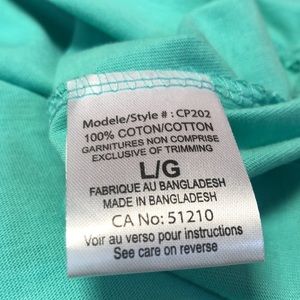 Modele/Style # : CP202
100% COTON/COTTON
GARNITURES NON COMPRISE
EXCLUSIVE OF TRIMMING
L/G
FABRIQUE AU BANGLADESH
MADE IN BANGLADESH
CA No: 51210
Voir au verso pour instructions
See care on reverse